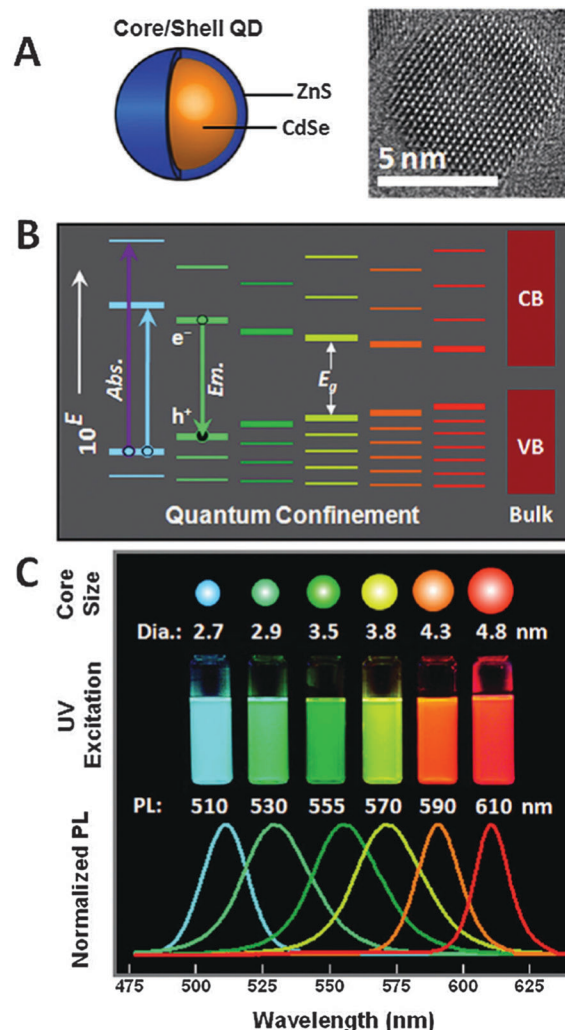 A
Core/Shell QD
ZnS
CdSe
5 nm
B
10^E
Abs.
e⁻
Em.
h⁺
E_g
CB
VB
Quantum Confinement
Bulk
C
Core Size
Dia.: 2.7 2.9 3.5 3.8 4.3 4.8 nm
UV Excitation
PL: 510 530 555 570 590 610 nm
Normalized PL
475 500 525 550 575 600 625
Wavelength (nm)